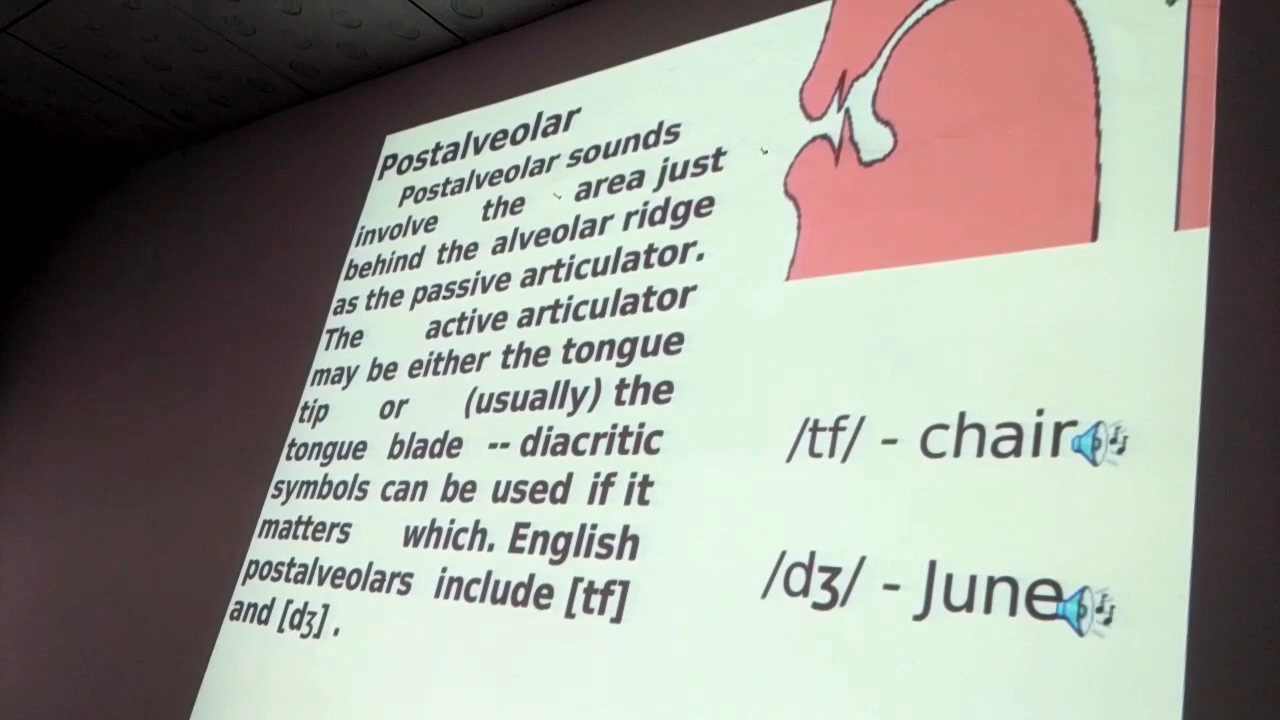 Postalveolar
Postalveolar sounds
involve the area just
behind the alveolar ridge
as the passive articulator.
The active articulator
may be either the tongue
tip or (usually) the
tongue blade -- diacritic
symbols can be used if it
matters which. English
postalveolars include [tf]
and [dʒ] .
/tf/ - chair
/dʒ/ - June